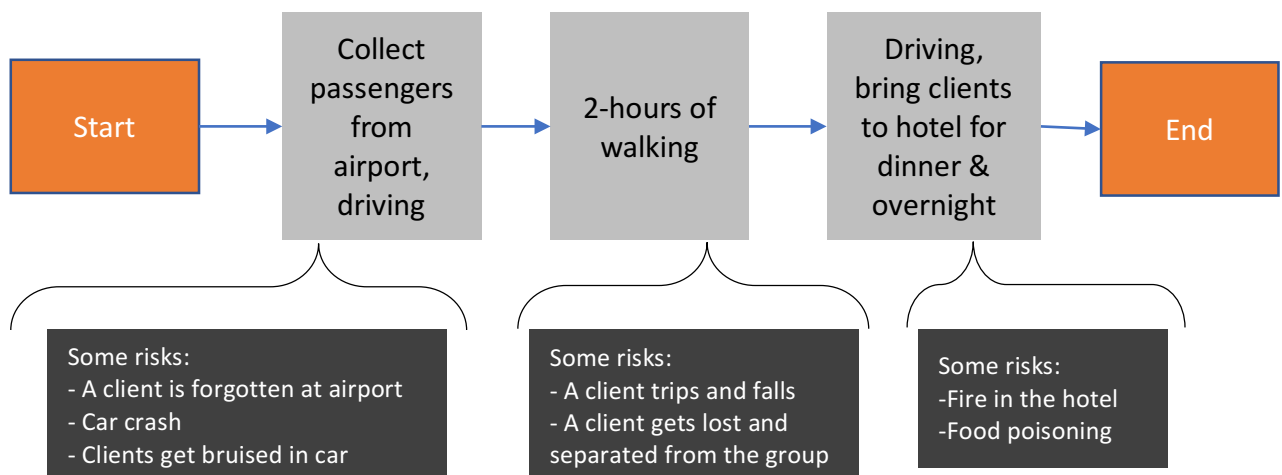 Start
Collect
passengers
from
airport,
driving
2-hours of
walking
Driving,
bring clients
to hotel for
dinner &
overnight
End
Some risks:
- A client is forgotten at airport
- Car crash
- Clients get bruised in car
Some risks:
- A client trips and falls
- A client gets lost and
separated from the group
Some risks:
-Fire in the hotel
-Food poisoning